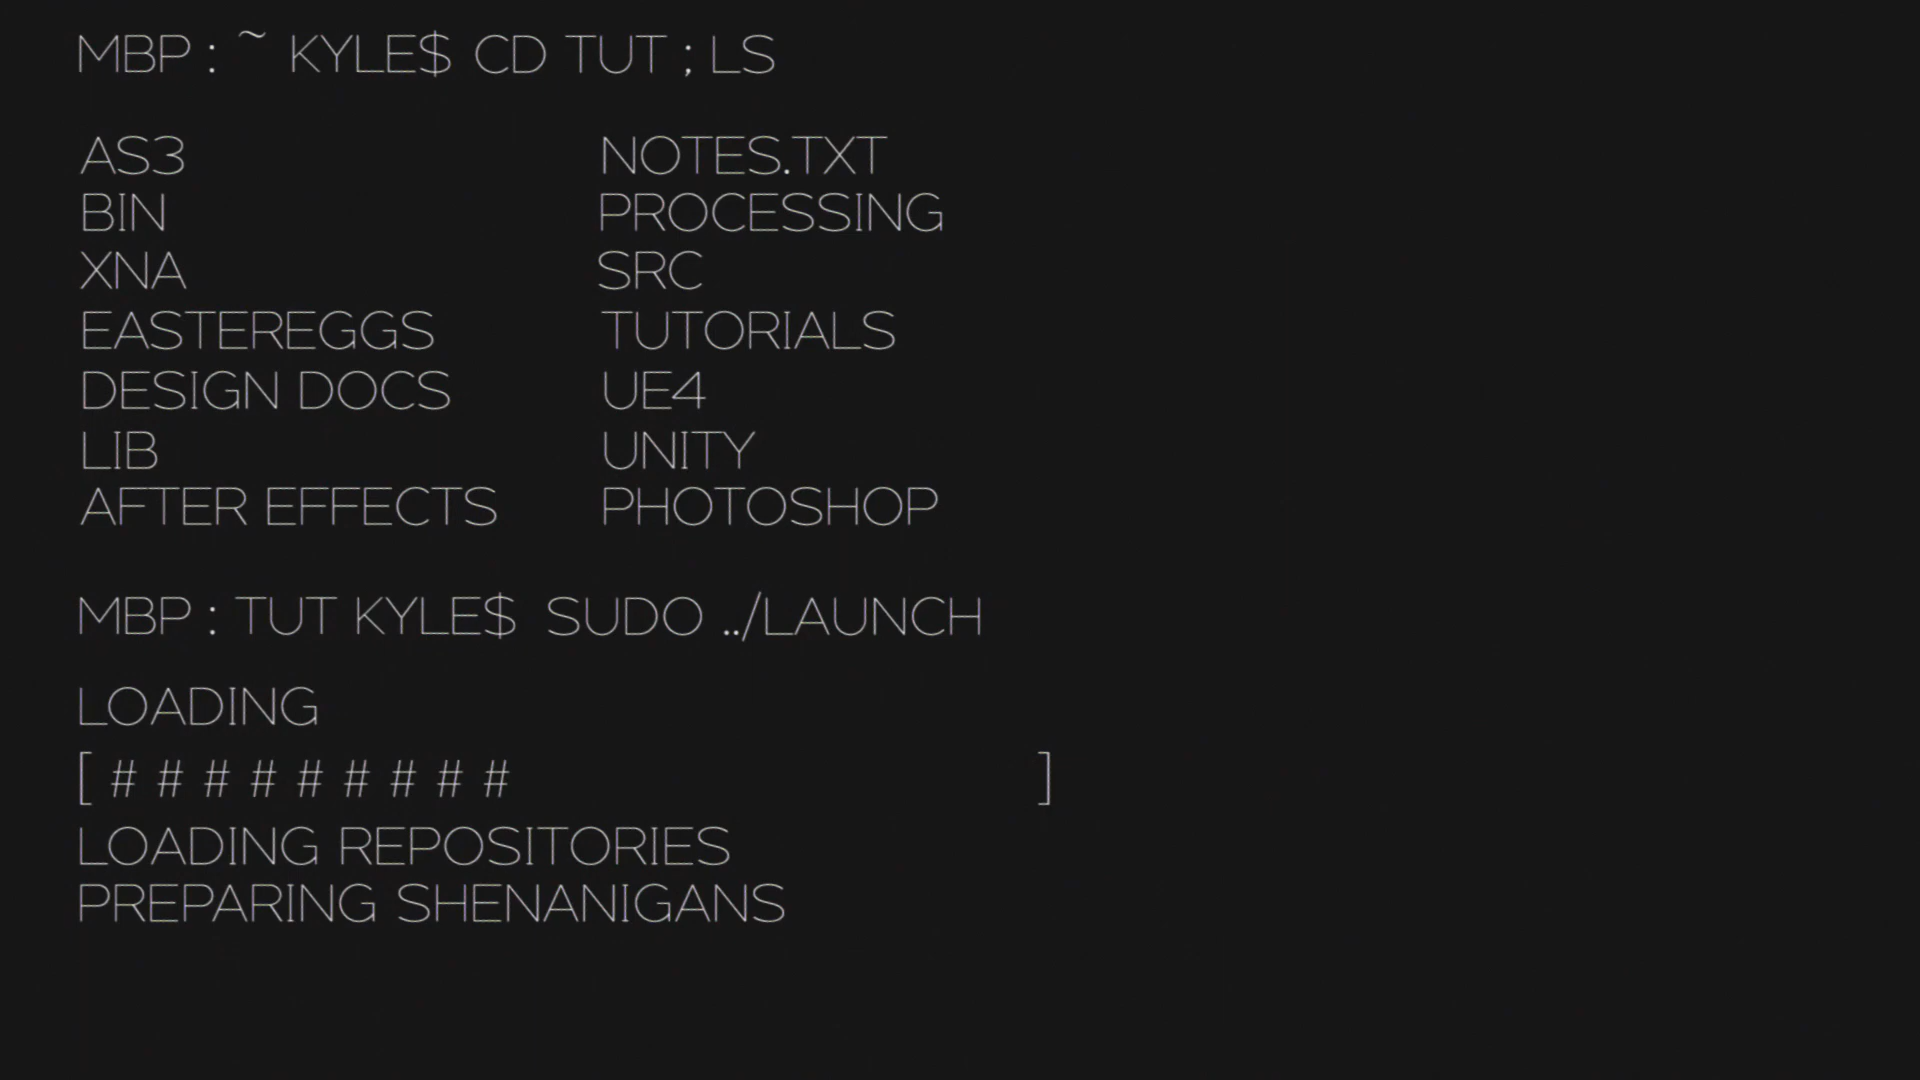 MBP : ~ KYLE$ CD TUT ; LS
AS3 NOTES.TXT
BIN PROCESSING
XNA SRC
EASTEREGGS TUTORIALS
DESIGN DOCS UE4
LIB UNITY
AFTER EFFECTS PHOTOSHOP
MBP : TUT KYLE$ SUDO ../LAUNCH
LOADING
[ # # # # # # # # # ]
LOADING REPOSITORIES
PREPARING SHENANIGANS